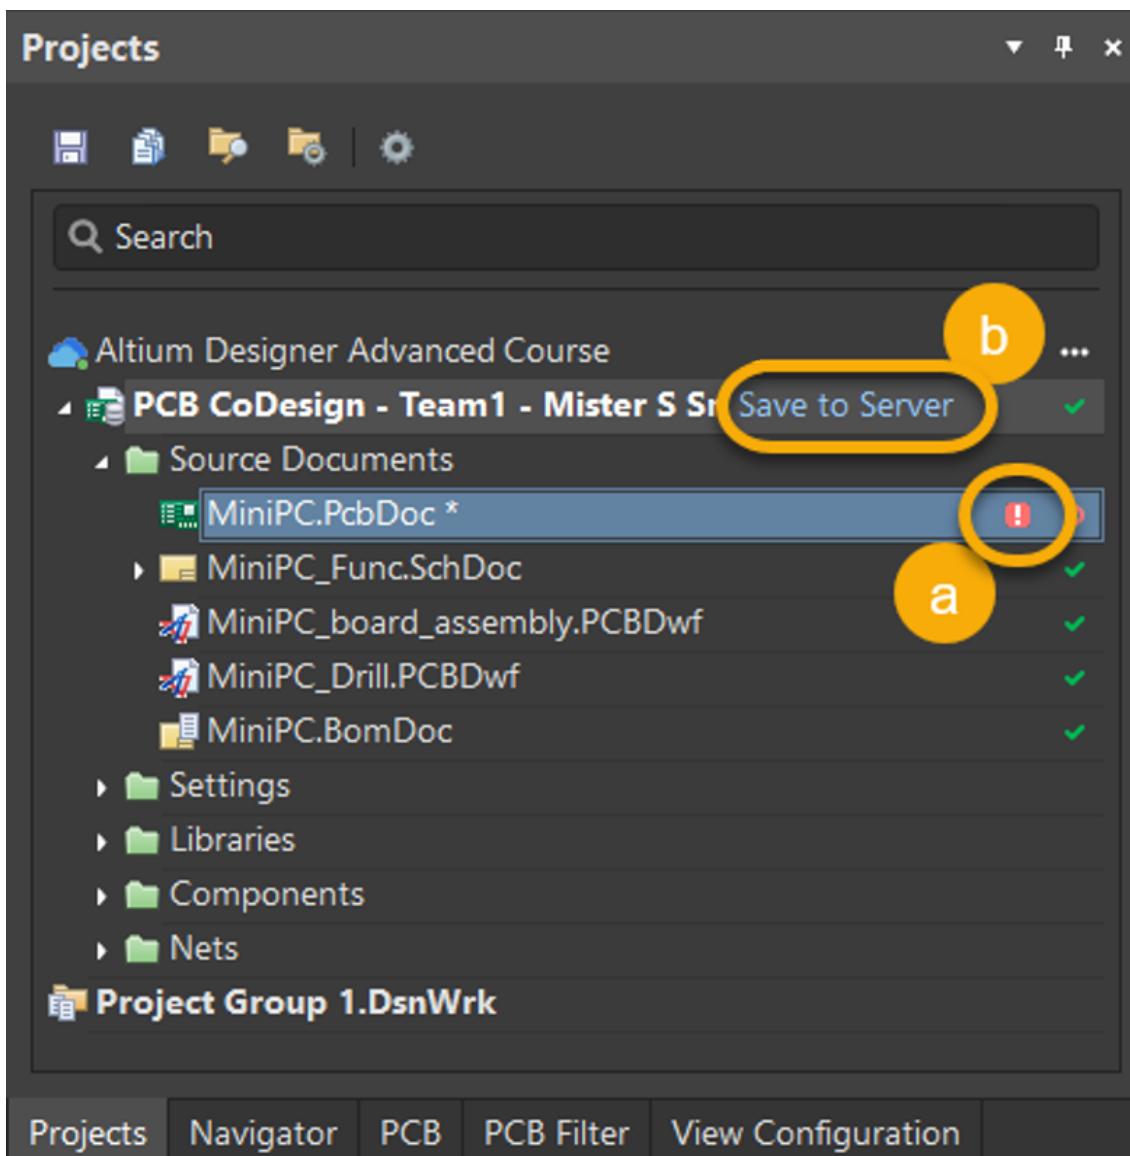 Projects
Search
Altium Designer Advanced Course
b
PCB CoDesign - Team1 - Mister S Sr Save to Server
Source Documents
MiniPC.PcbDoc *
MiniPC_Func.SchDoc
a
MiniPC_board_assembly.PCBDwf
MiniPC_Drill.PCBDwf
MiniPC.BomDoc
Settings
Libraries
Components
Nets
Project Group 1.DsnWrk
Projects Navigator PCB PCB Filter View Configuration